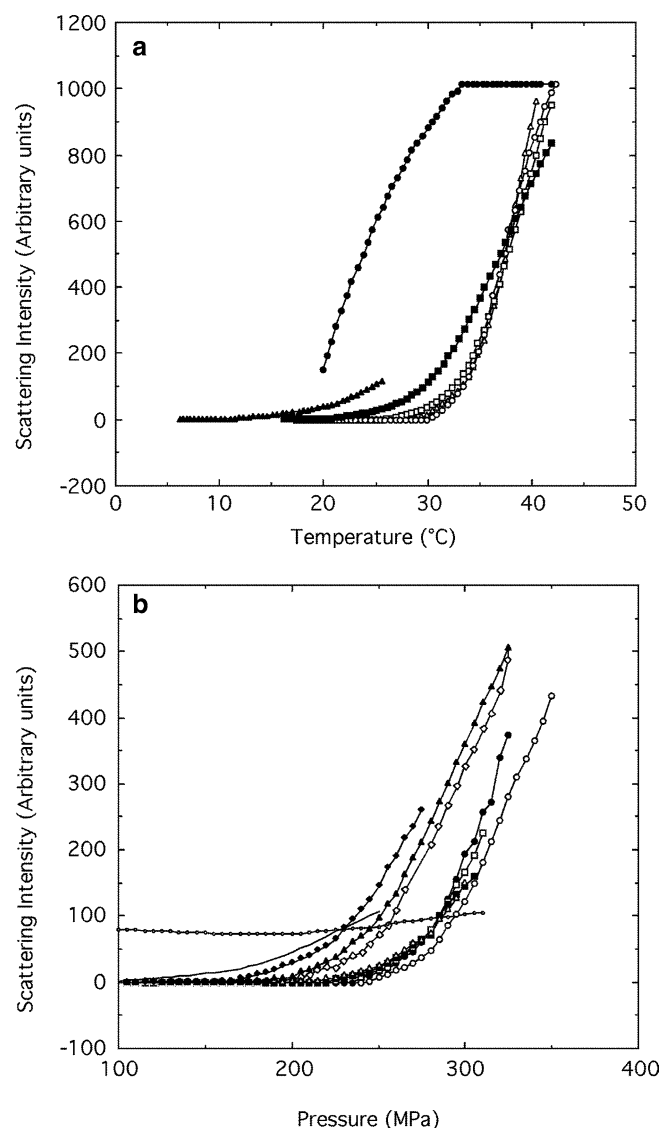 a
1200
1000
800
600
400
200
0
-200
Scattering Intensity (Arbitrary units)
0 10 20 30 40 50
Temperature (°C)
b
600
500
400
300
200
100
0
-100
Scattering Intensity (Arbitrary units)
100 200 300 400
Pressure (MPa)